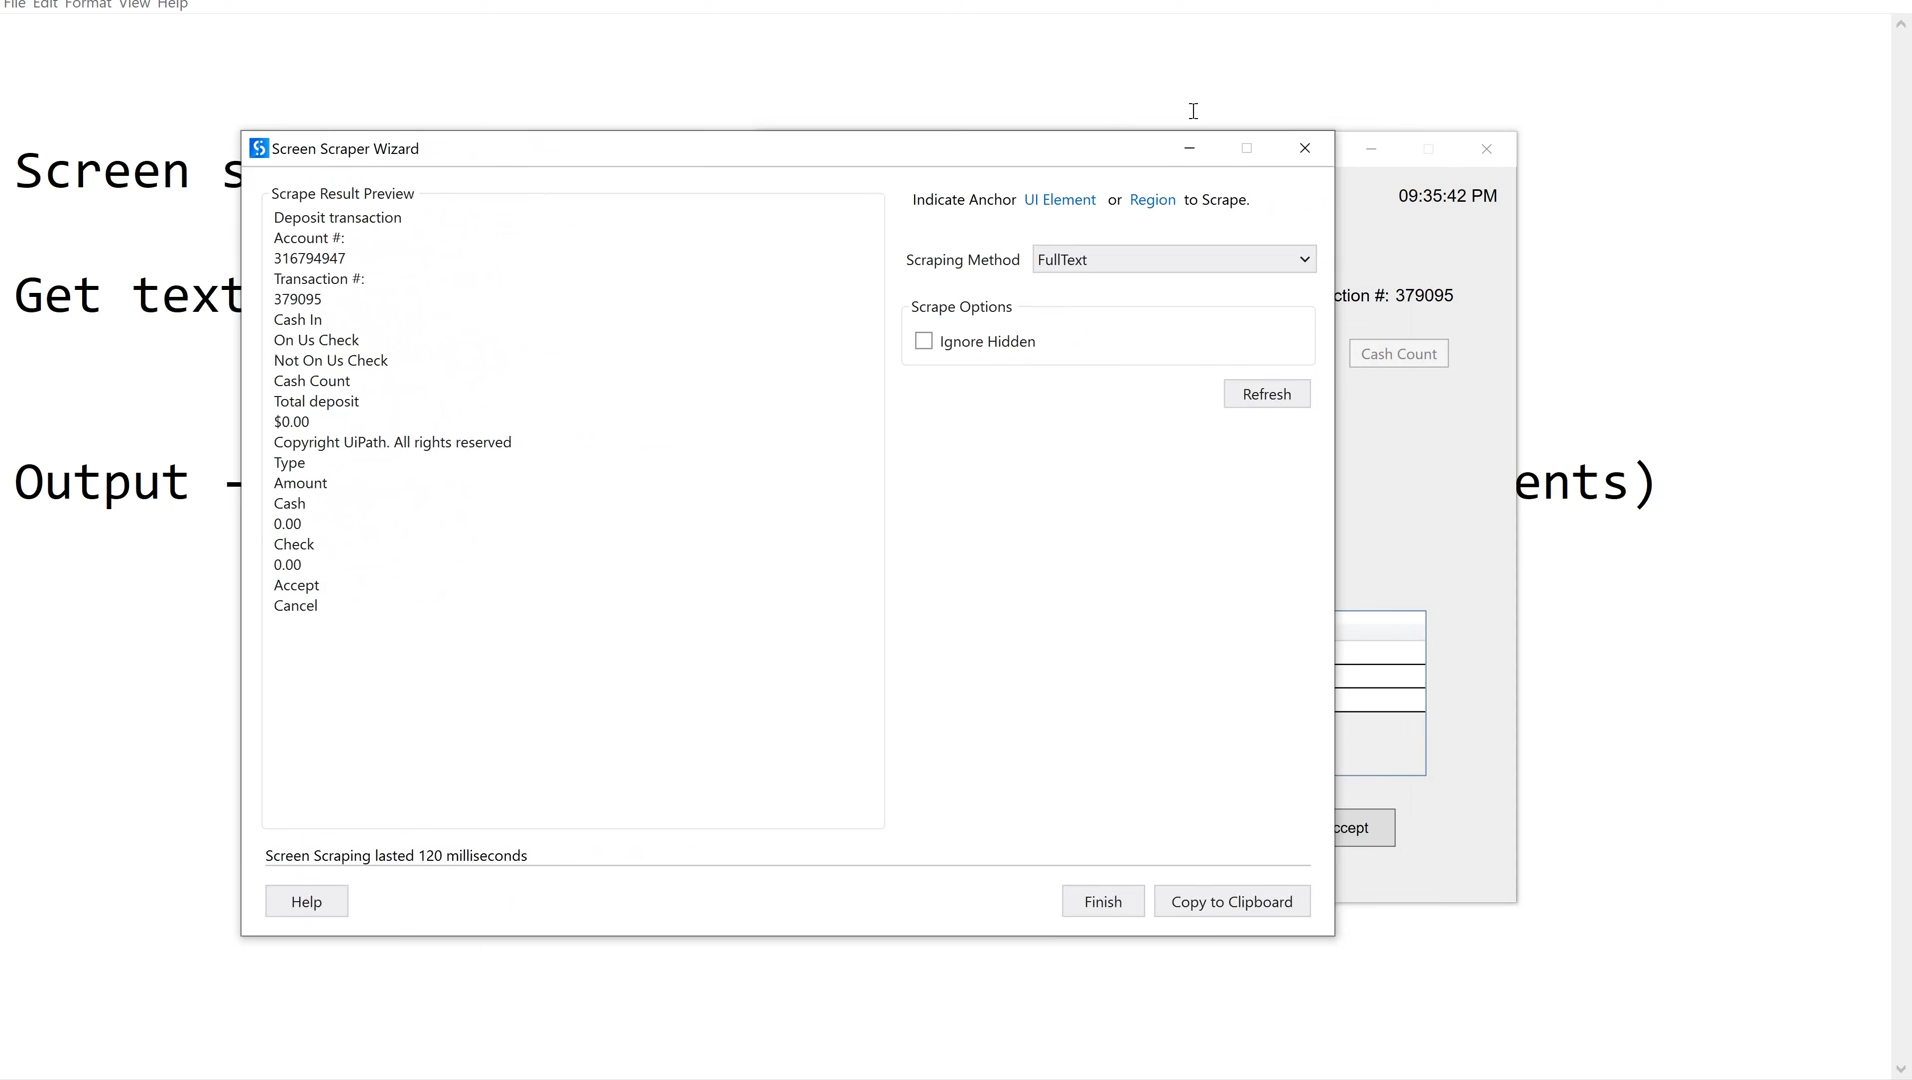 File Edit Format View Help
Screen s
Get text
Output -
ents)
Screen Scraper Wizard
Scrape Result Preview
Deposit transaction
Account #:
316794947
Transaction #:
379095
Cash In
On Us Check
Not On Us Check
Cash Count
Total deposit
$0.00
Copyright UiPath. All rights reserved
Type
Amount
Cash
0.00
Check
0.00
Accept
Cancel
Indicate Anchor UI Element or Region to Scrape.
Scraping Method FullText
Scrape Options
Ignore Hidden
Refresh
Screen Scraping lasted 120 milliseconds
Help
Finish
Copy to Clipboard
09:35:42 PM
ction #: 379095
Cash Count
ccept